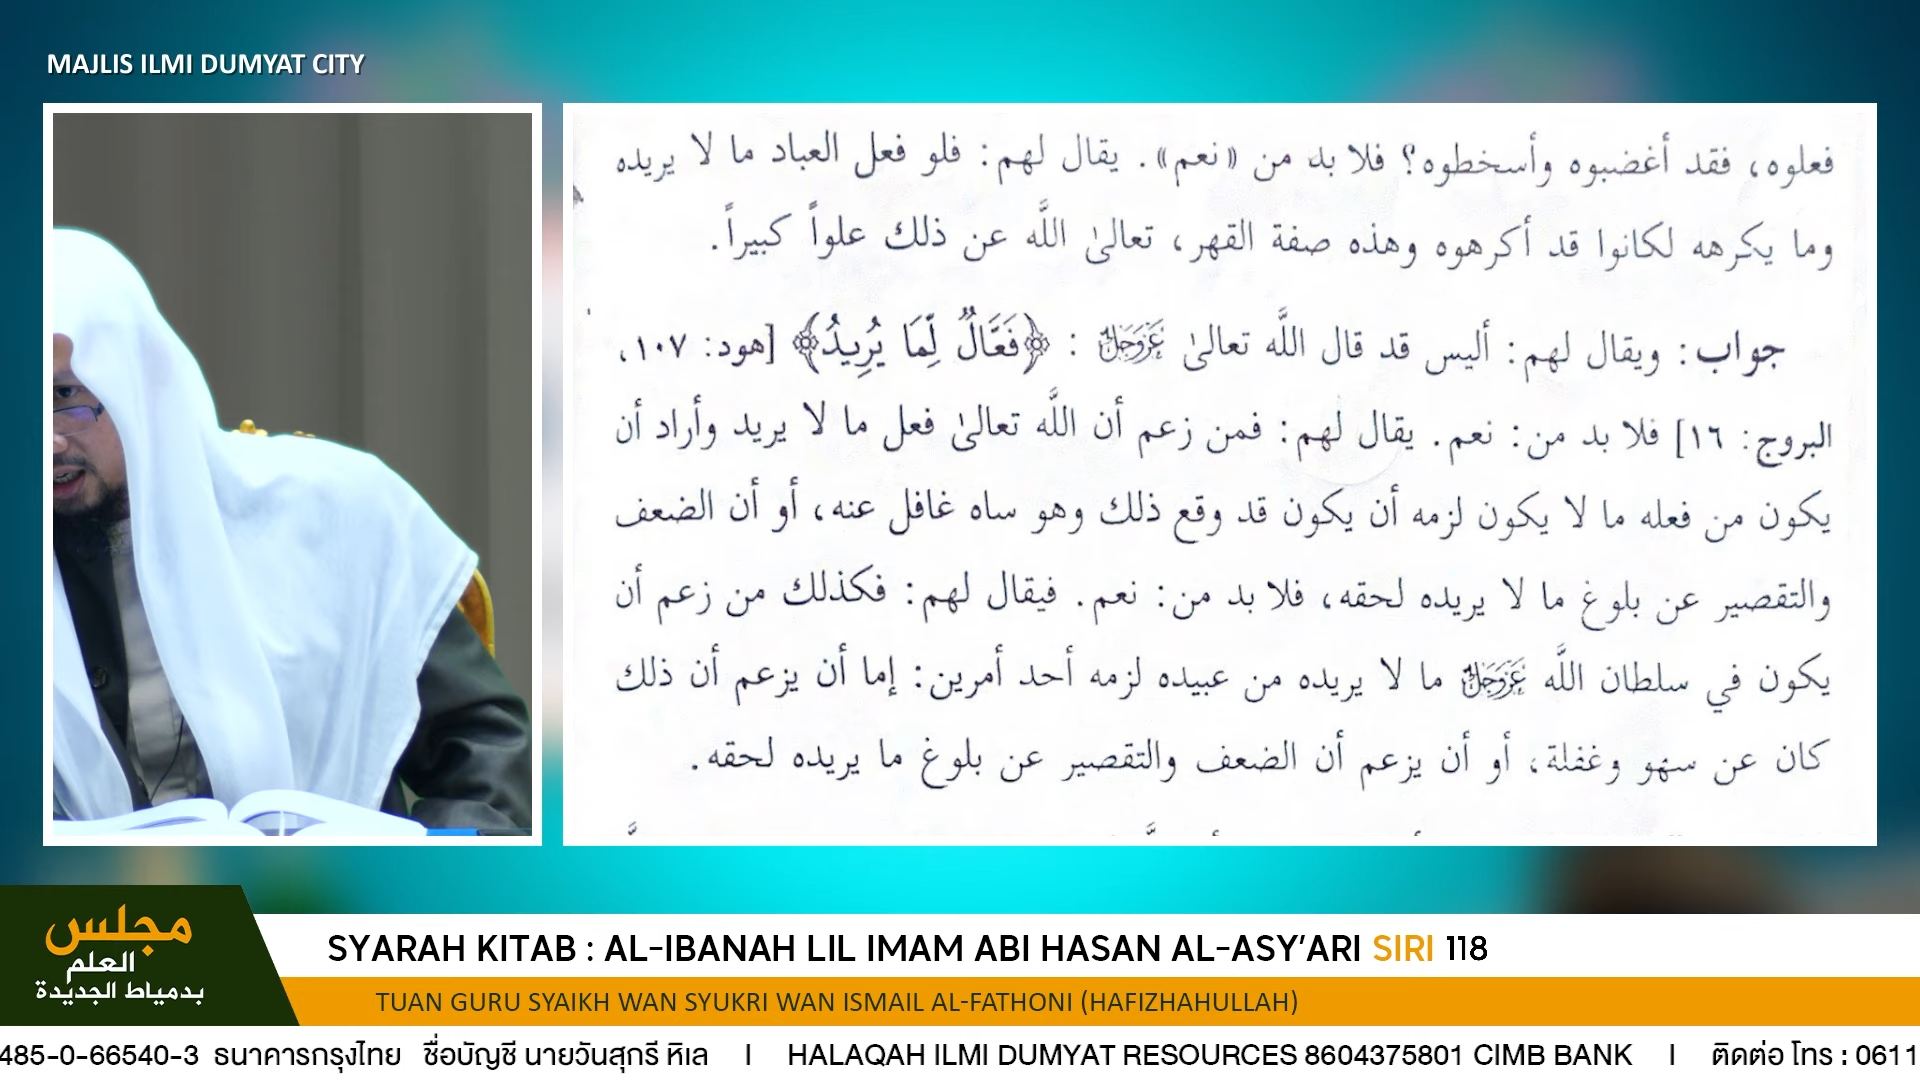 MAJLIS ILMI DUMYAT CITY
فعلوه، فقد أغضبوه وأسخطوه؟ فلا بد من «نعم». يقال لهم: فلو فعل العباد ما لا يريده
وما يكرهه لكانوا قد أكرهوه وهذه صفة القهر، تعالىٰ اللَّه عن ذلك علواً كبيراً.
جواب: ويقال لهم: أليس قد قال اللَّه تعالىٰ عَزَّوَجَلَّ : ﴿فَعَّالٌ لِّمَا يُرِيدُ﴾ [هود: ١٠٧،
البروج: ١٦] فلا بد من: نعم. يقال لهم: فمن زعم أن اللَّه تعالىٰ فعل ما لا يريد وأراد أن
يكون من فعله ما لا يكون لزمه أن يكون قد وقع ذلك وهو ساه غافل عنه، أو أن الضعف
والتقصير عن بلوغ ما لا يريده لحقه، فلا بد من: نعم. فيقال لهم: فكذلك من زعم أن
يكون في سلطان اللَّه عَزَّوَجَلَّ ما لا يريده من عبيده لزمه أحد أمرين: إما أن يزعم أن ذلك
كان عن سهو وغفلة، أو أن يزعم أن الضعف والتقصير عن بلوغ ما يريده لحقه.
مجلس
العلم
بدمياط الجديدة
SYARAH KITAB : AL-IBANAH LIL IMAM ABI HASAN AL-ASY'ARI SIRI 118
TUAN GURU SYAIKH WAN SYUKRI WAN ISMAIL AL-FATHONI (HAFIZHAHULLAH)
485-0-66540-3 ธนาคารกรุงไทย ชื่อบัญชี นายวันสุกรี หิเล I HALAQAH ILMI DUMYAT RESOURCES 8604375801 CIMB BANK I ติดต่อ โทร : 0611